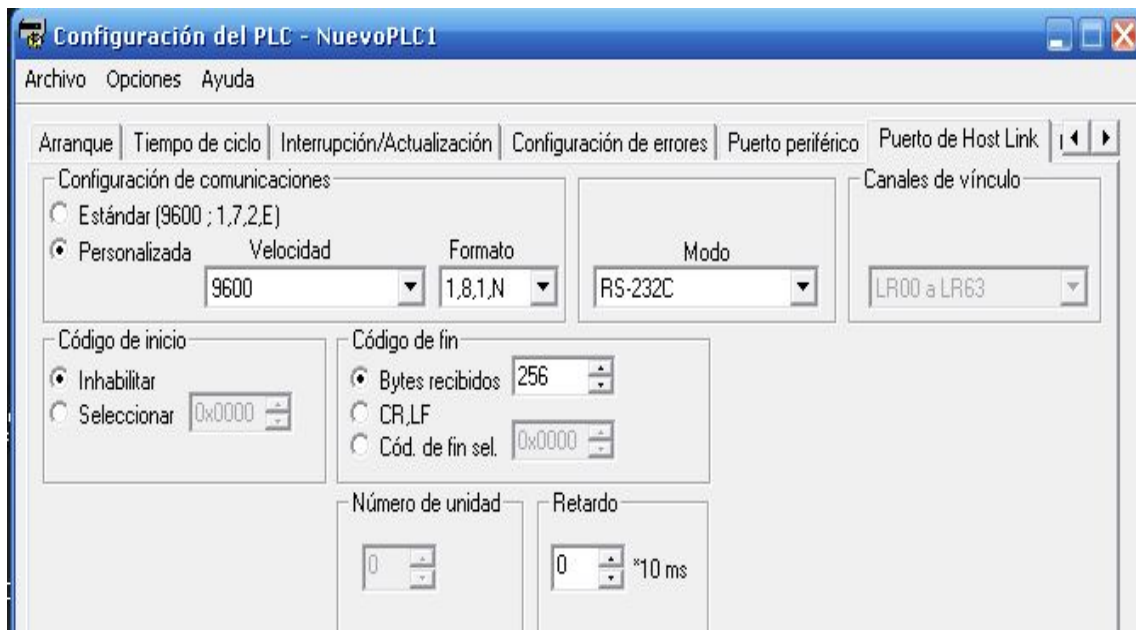 Configuración del PLC - NuevoPLC1
Archivo Opciones Ayuda
Arranque Tiempo de ciclo Interrupción/Actualización Configuración de errores Puerto periférico Puerto de Host Link
Configuración de comunicaciones
Estándar (9600 ; 1,7,2,E)
Personalizada Velocidad Formato
9600 1,8,1,N
Modo
RS-232C
Canales de vínculo
LR00 a LR63
Código de inicio
Inhabilitar
Seleccionar 0x0000
Código de fin
Bytes recibidos 256
CR,LF
Cód. de fin sel. 0x0000
Número de unidad
0
Retardo
0 *10 ms